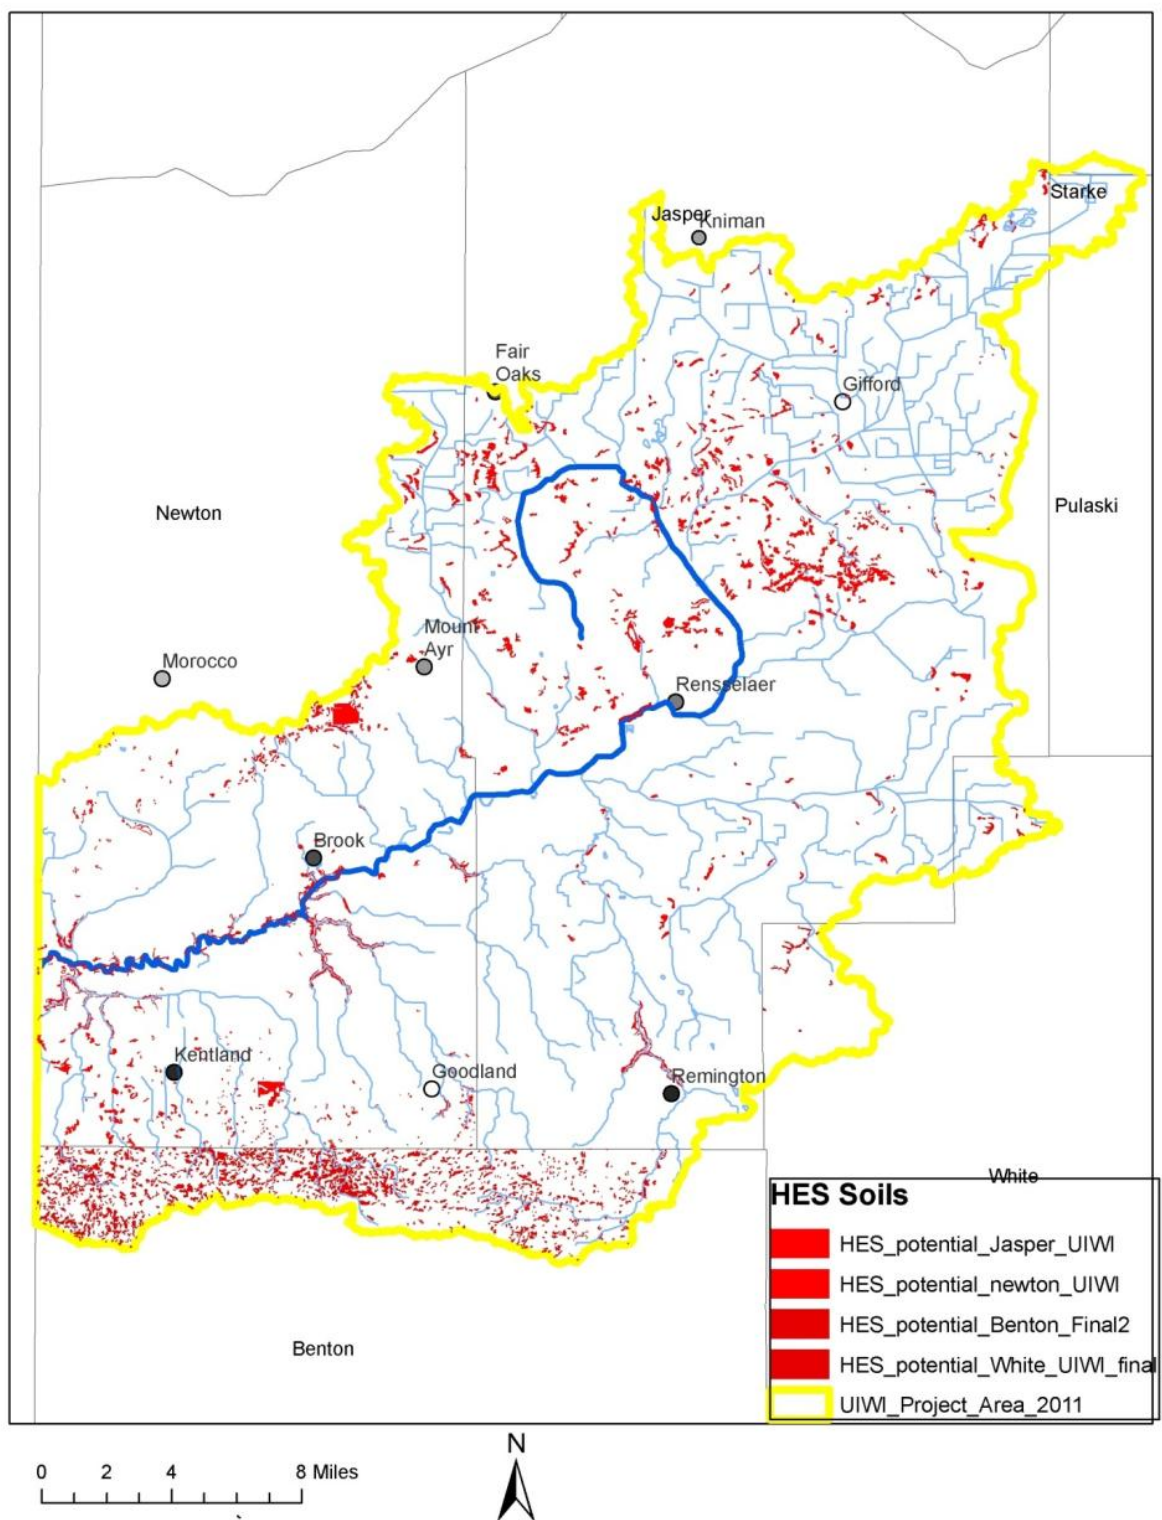 Starke
Jasper
Kniman
Fair
Oaks
Gifford
Newton
Pulaski
Mount
Ayr
Morocco
Rensselaer
Brook
Kentland
Goodland
Remington
White
HES Soils
HES_potential_Jasper_UIWI
HES_potential_newton_UIWI
HES_potential_Benton_Final2
HES_potential_White_UIWI_final
UIWI_Project_Area_2011
Benton
N
0 2 4 8 Miles